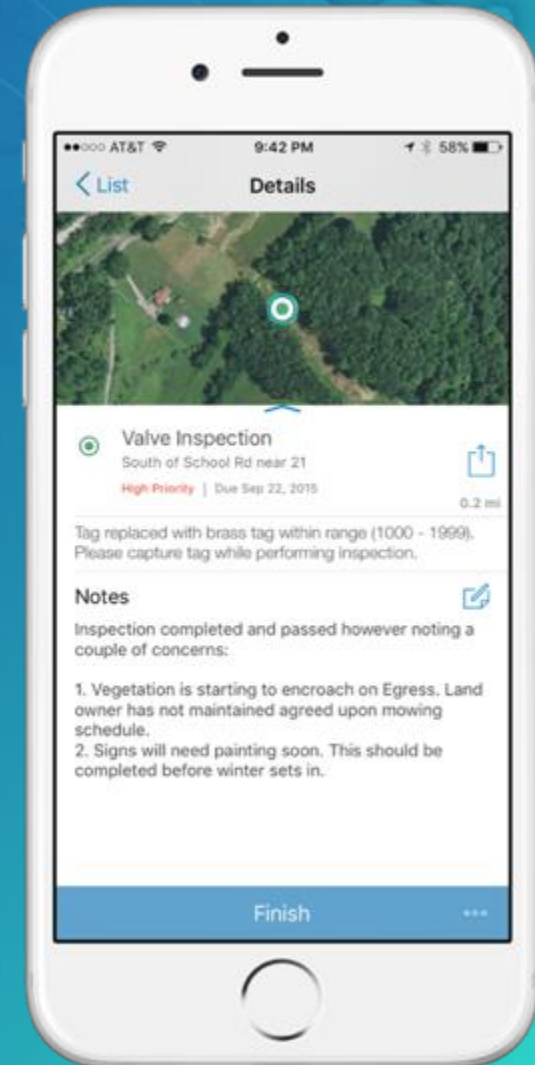 AT&T 9:42 PM 58%
List Details
Valve Inspection
South of School Rd near 21
High Priority | Due Sep 22, 2015
0.2 mi
Tag replaced with brass tag within range (1000 - 1999).
Please capture tag while performing inspection.
Notes
Inspection completed and passed however noting a
couple of concerns:
1. Vegetation is starting to encroach on Egress. Land
owner has not maintained agreed upon mowing
schedule.
2. Signs will need painting soon. This should be
completed before winter sets in.
Finish